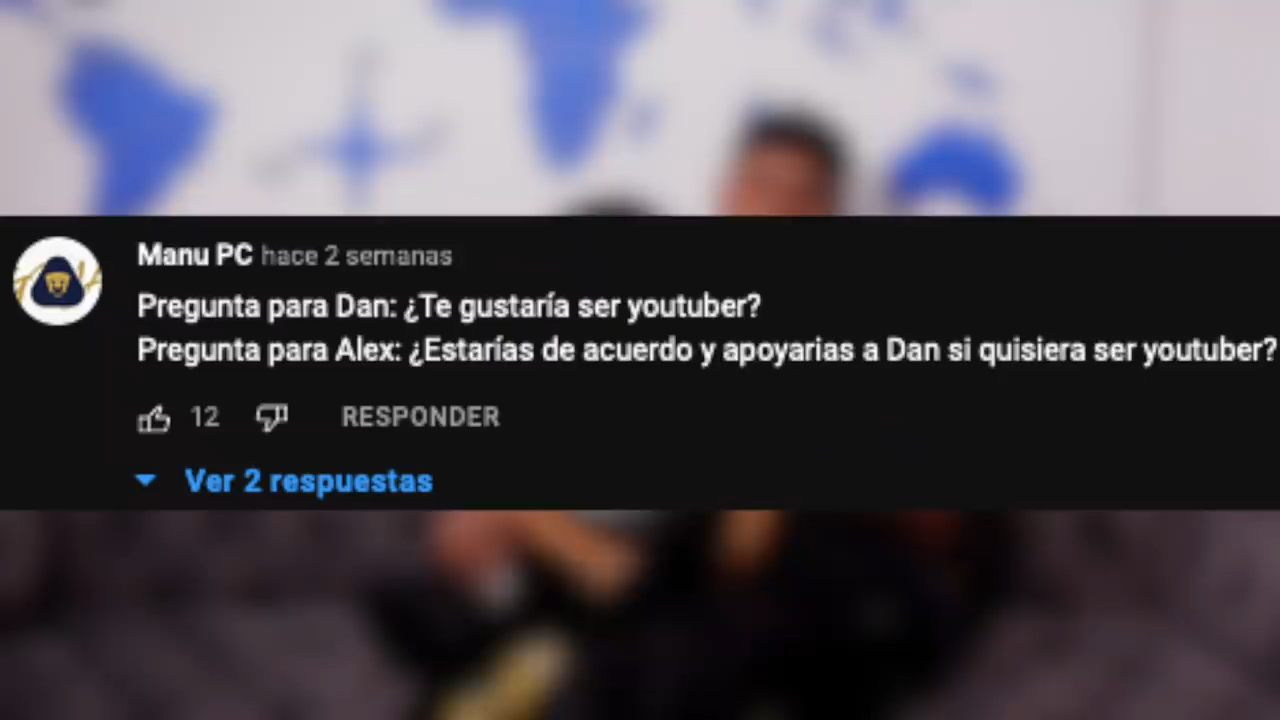 Manu PC hace 2 semanas
Pregunta para Dan: ¿Te gustaría ser youtuber?
Pregunta para Alex: ¿Estarías de acuerdo y apoyarias a Dan si quisiera ser youtuber?
12 RESPONDER
Ver 2 respuestas